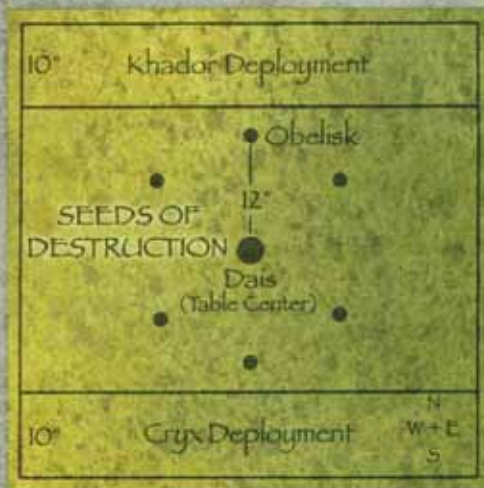 10"
Khador Deployment
Obelisk
12"
SEEDS OF
DESTRUCTION
Dais
(Table Center)
10"
Cryx Deployment
N
W + E
S